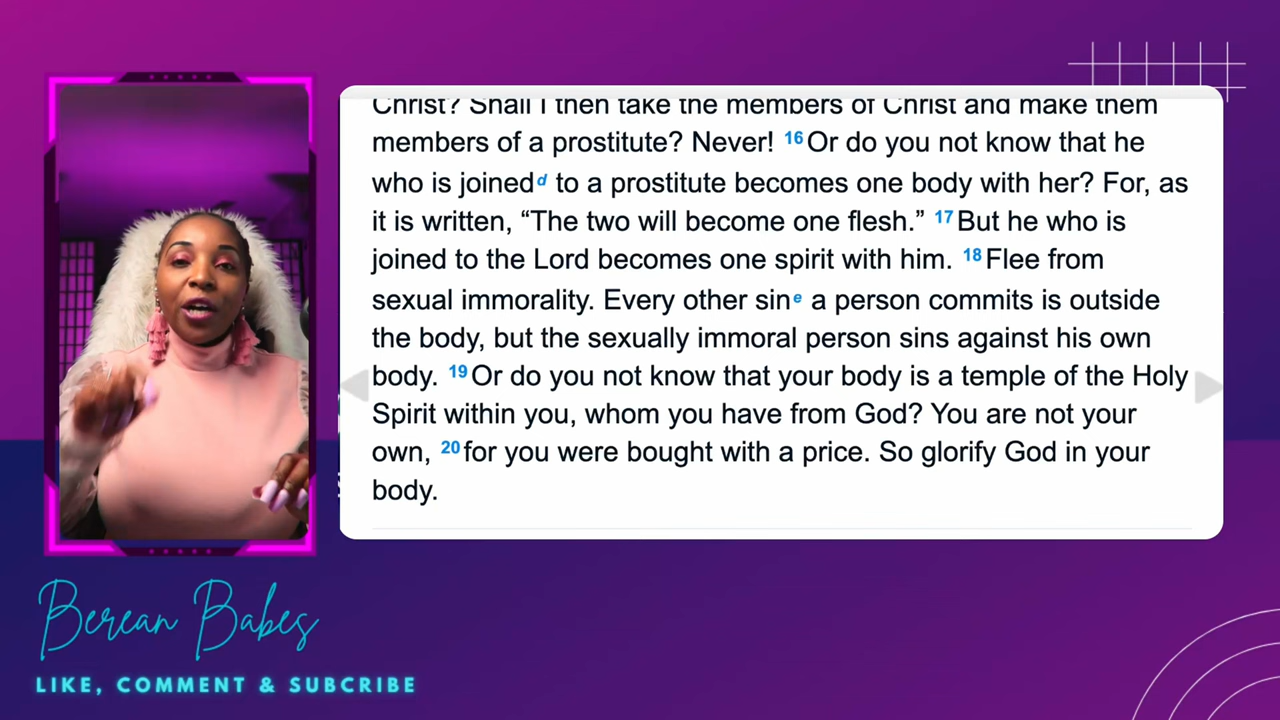 Christ? Shall I then take the members of Christ and make them
members of a prostitute? Never! 16 Or do you not know that he
who is joined d to a prostitute becomes one body with her? For, as
it is written, “The two will become one flesh.” 17 But he who is
joined to the Lord becomes one spirit with him. 18 Flee from
sexual immorality. Every other sin e a person commits is outside
the body, but the sexually immoral person sins against his own
body. 19 Or do you not know that your body is a temple of the Holy
Spirit within you, whom you have from God? You are not your
own, 20 for you were bought with a price. So glorify God in your
body.
Berean Babes
LIKE, COMMENT & SUBCRIBE